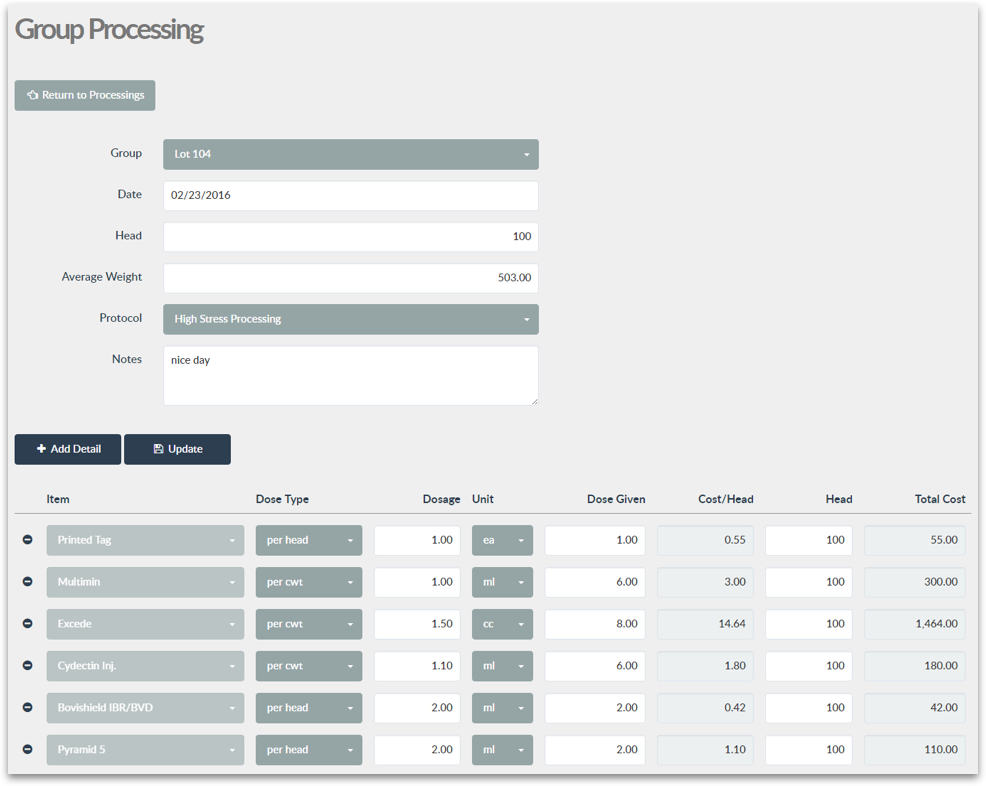 Group Processing
Return to Processings
Group Lot 104
Date 02/23/2016
Head 100
Average Weight 503.00
Protocol High Stress Processing
Notes nice day
Add Detail Update
Item Dose Type Dosage Unit Dose Given Cost/Head Head Total Cost
Printed Tag per head 1.00 ea 1.00 0.55 100 55.00
Multimin per cwt 1.00 ml 6.00 3.00 100 300.00
Excede per cwt 1.50 cc 8.00 14.64 100 1,464.00
Cydectin Inj. per cwt 1.10 ml 6.00 1.80 100 180.00
Bovishield IBR/BVD per head 2.00 ml 2.00 0.42 100 42.00
Pyramid 5 per head 2.00 ml 2.00 1.10 100 110.00